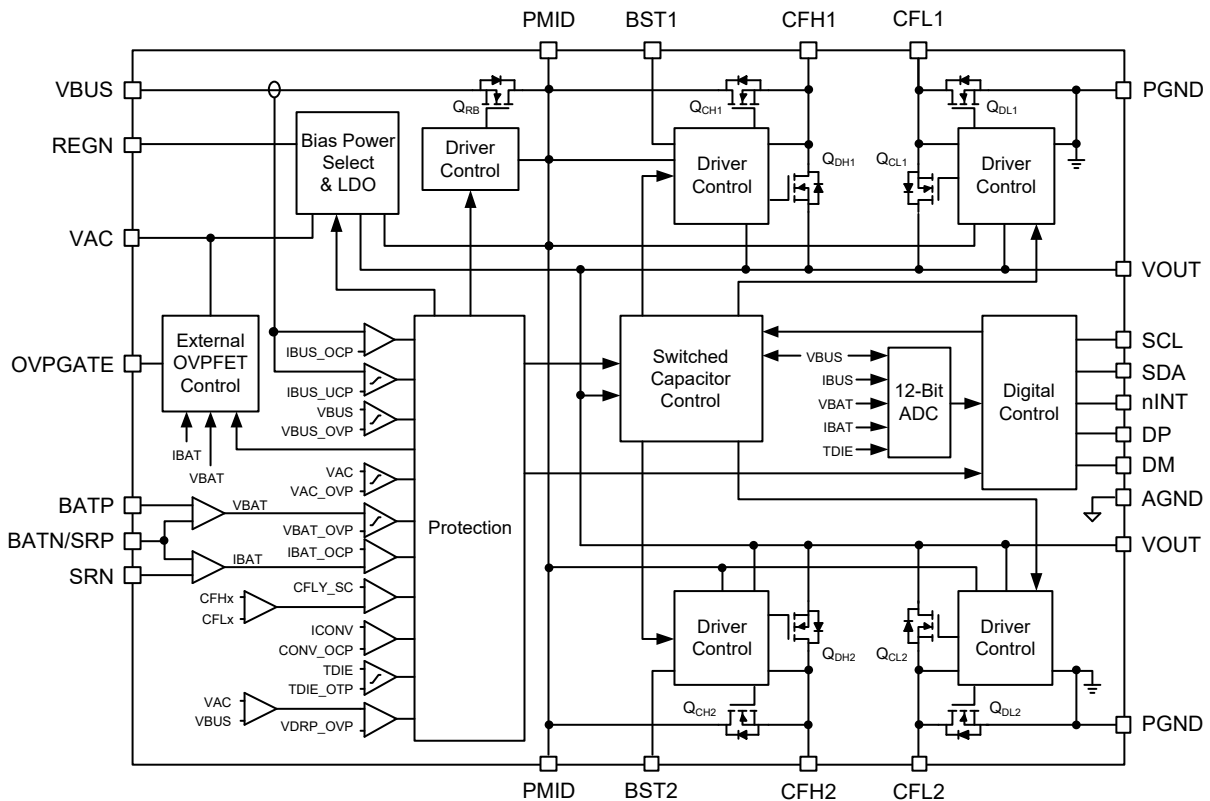 PMID BST1 CFH1 CFL1
VBUS
REGN
VAC
OVPGATE
BATP
BATN/SRP
SRN
PGND
VOUT
SCL
SDA
nINT
DP
DM
AGND
VOUT
PGND
PMID BST2 CFH2 CFL2
QRB
QCH1
QDH1
QCL1
QDL1
Bias Power
Select
& LDO
Driver
Control
Driver
Control
Driver
Control
External
OVPFET
Control
IBAT
VBAT
IBUS_OCP
IBUS_UCP
VBUS
VBUS_OVP
VAC
VAC_OVP
VBAT
VBAT_OVP
IBAT_OCP
IBAT
CFLY_SC
CFHx
CFLx
ICONV
CONV_OCP
TDIE
TDIE_OTP
VAC
VBUS
VDRP_OVP
Protection
Switched
Capacitor
Control
VBUS
IBUS
VBAT
IBAT
TDIE
12-Bit
ADC
Digital
Control
Driver
Control
QDH2
QCL2
Driver
Control
QCH2
QDL2